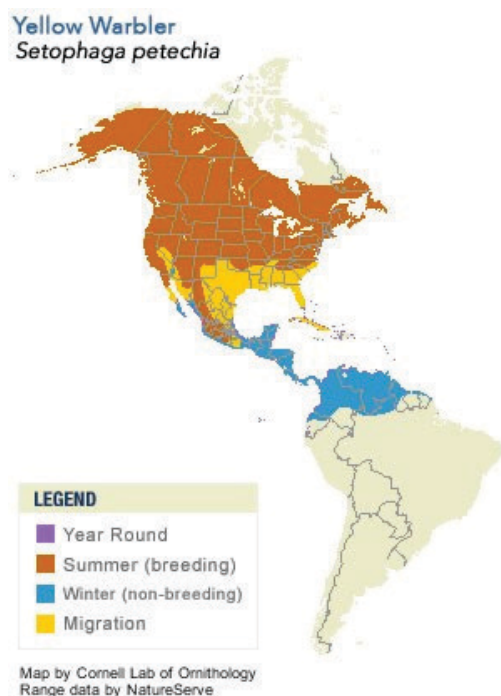 Yellow Warbler
Setophaga petechia
LEGEND
Year Round
Summer (breeding)
Winter (non-breeding)
Migration
Map by Cornell Lab of Ornithology
Range data by NatureServe